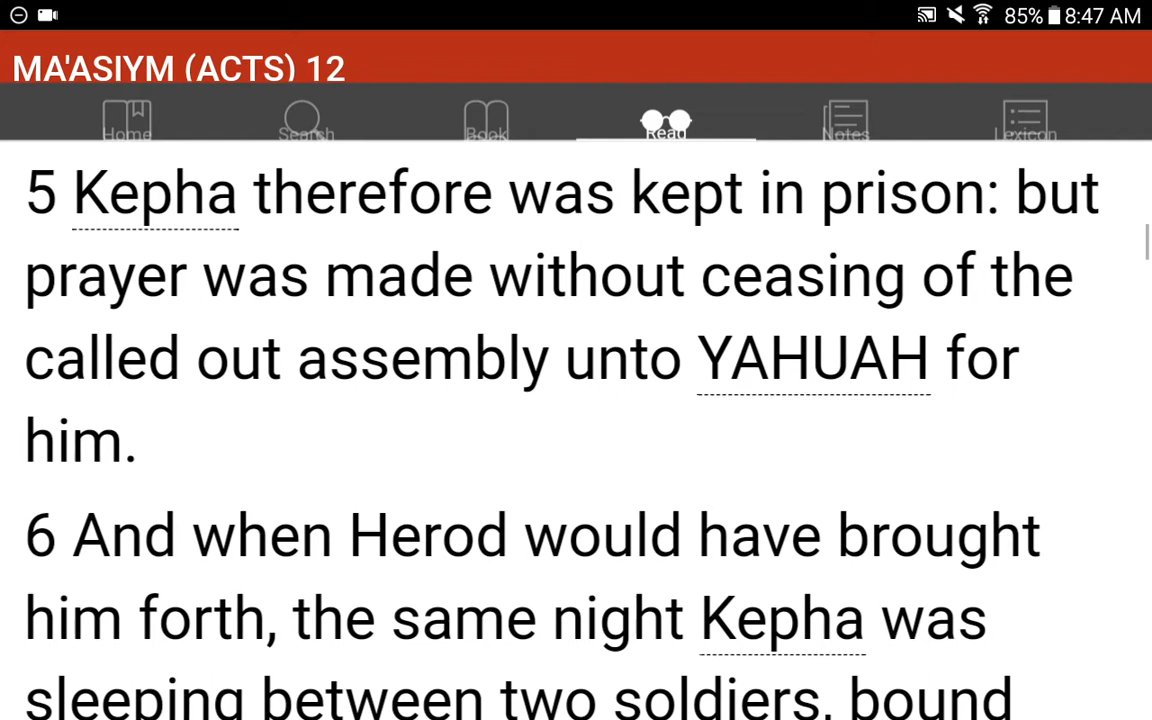 85% 8:47 AM
MA'ASIYM (ACTS) 12
Home Search Book Read Notes Lexicon
5 Kepha therefore was kept in prison: but
prayer was made without ceasing of the
called out assembly unto YAHUAH for
him.
6 And when Herod would have brought
him forth, the same night Kepha was
sleeping between two soldiers, bound